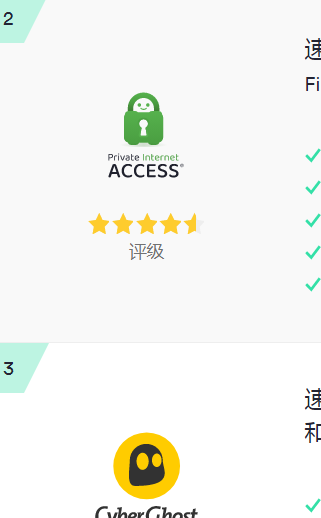 2
速
Fi
Private Internet
ACCESS®
评级
3
速
和
CyberGhost